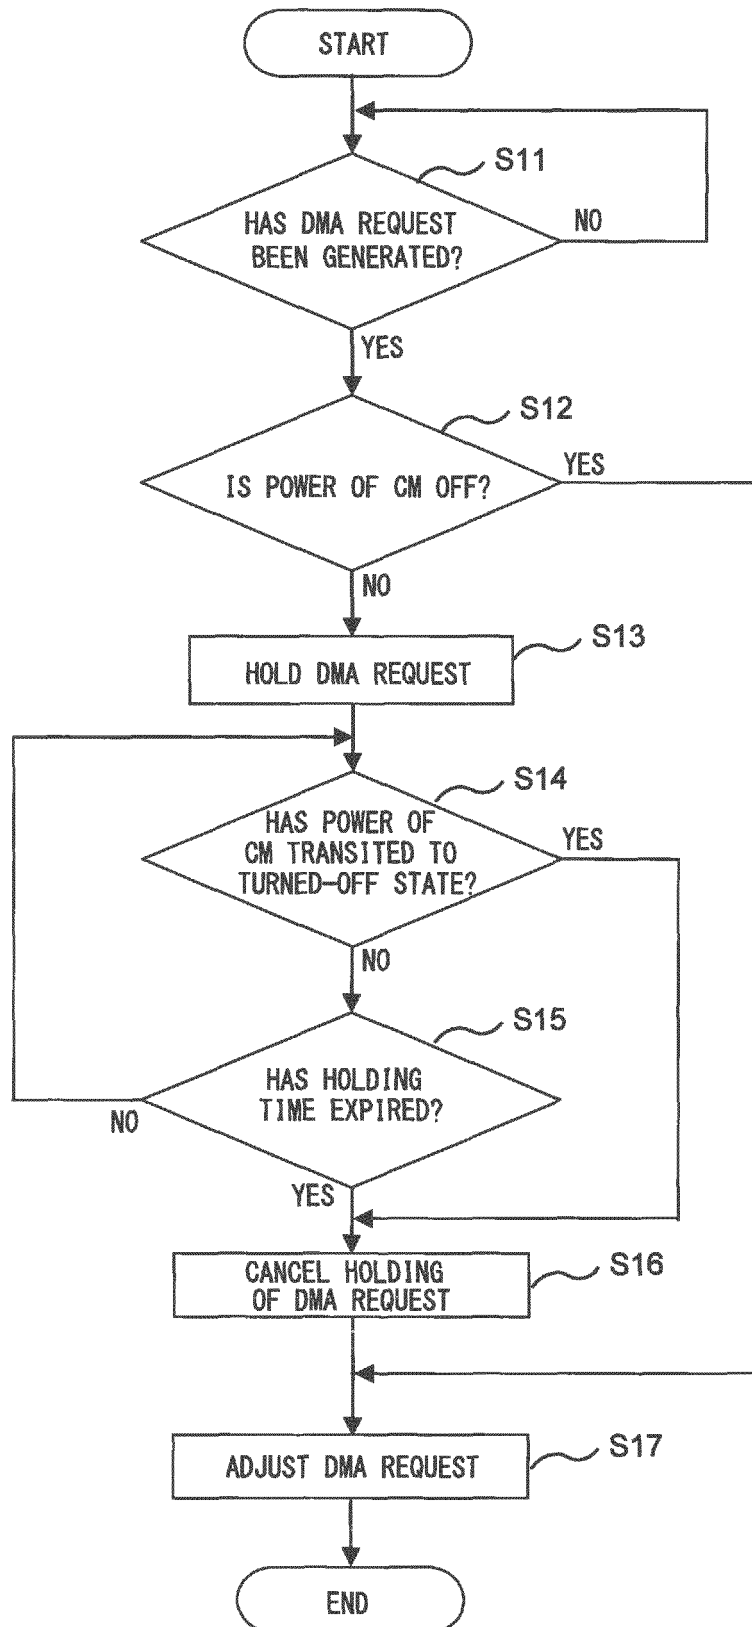 START
S11
HAS DMA REQUEST
BEEN GENERATED?
NO
YES
S12
IS POWER OF CM OFF?
YES
NO
S13
HOLD DMA REQUEST
S14
HAS POWER OF
CM TRANSITED TO
TURNED-OFF STATE?
YES
NO
S15
HAS HOLDING
TIME EXPIRED?
NO
YES
S16
CANCEL HOLDING
OF DMA REQUEST
S17
ADJUST DMA REQUEST
END